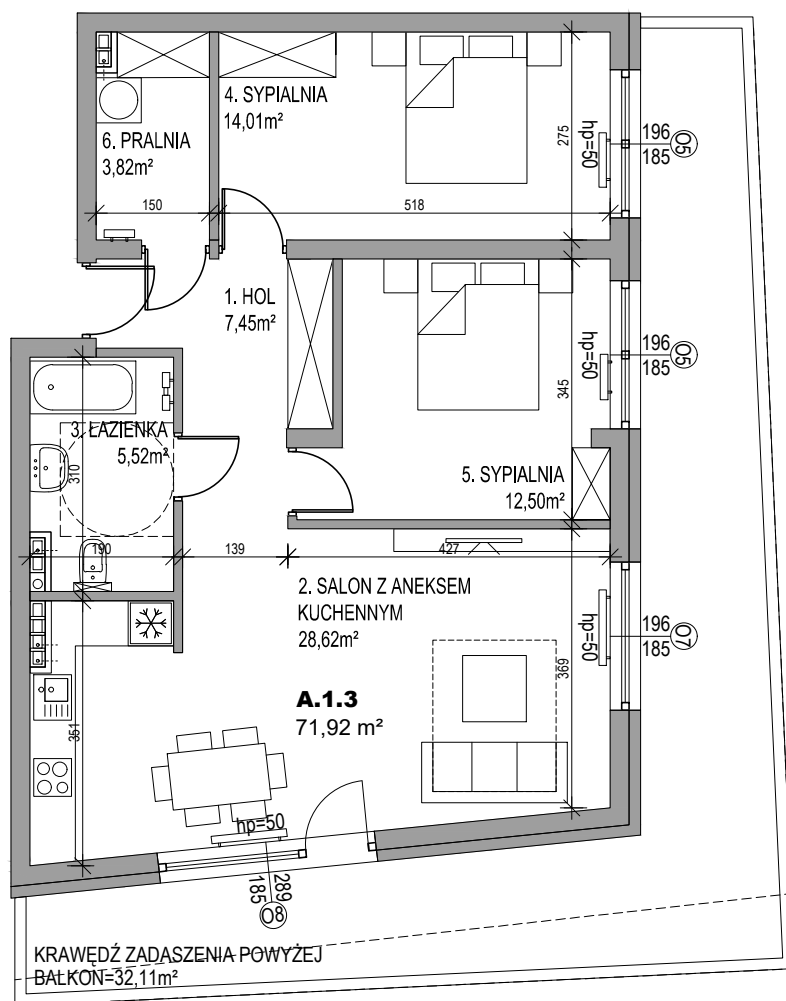 4. SYPIALNIA
14,01m²
6. PRALNIA
3,82m²
150
518
275
hp=50
196
185
O5
1. HOL
7,45m²
345
hp=50
196
185
O5
3. ŁAZIENKA
5,52m²
310
5. SYPIALNIA
12,50m²
190
139
427
2. SALON Z ANEKSEM
KUCHENNYM
28,62m²
hp=50
196
185
O7
369
A.1.3
71,92 m²
351
hp=50
289
185
O8
KRAWĘDŹ ZADASZENIA POWYŻEJ
BALKON=32,11m²